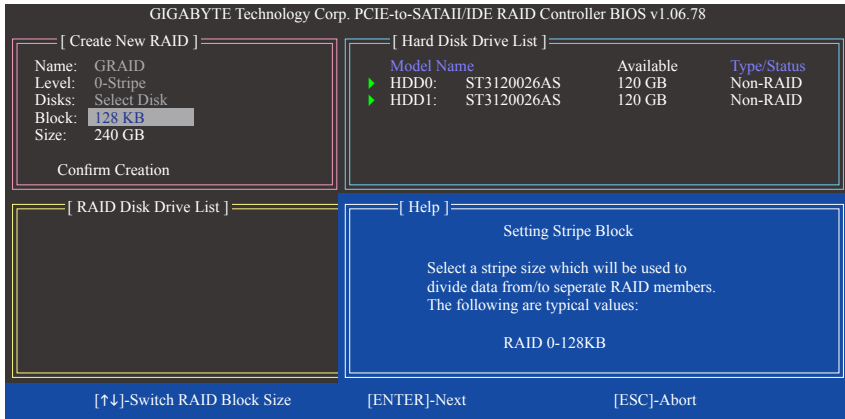 GIGABYTE Technology Corp. PCIE-to-SATAII/IDE RAID Controller BIOS v1.06.78
[ Create New RAID ]
Name: GRAID
Level: 0-Stripe
Disks: Select Disk
Block: 128 KB
Size: 240 GB
Confirm Creation
[ Hard Disk Drive List ]
Model Name Available Type/Status
HDD0: ST3120026AS 120 GB Non-RAID
HDD1: ST3120026AS 120 GB Non-RAID
[ RAID Disk Drive List ]
[ Help ]
Setting Stripe Block
Select a stripe size which will be used to
divide data from/to seperate RAID members.
The following are typical values:
RAID 0-128KB
[↑↓]-Switch RAID Block Size [ENTER]-Next [ESC]-Abort